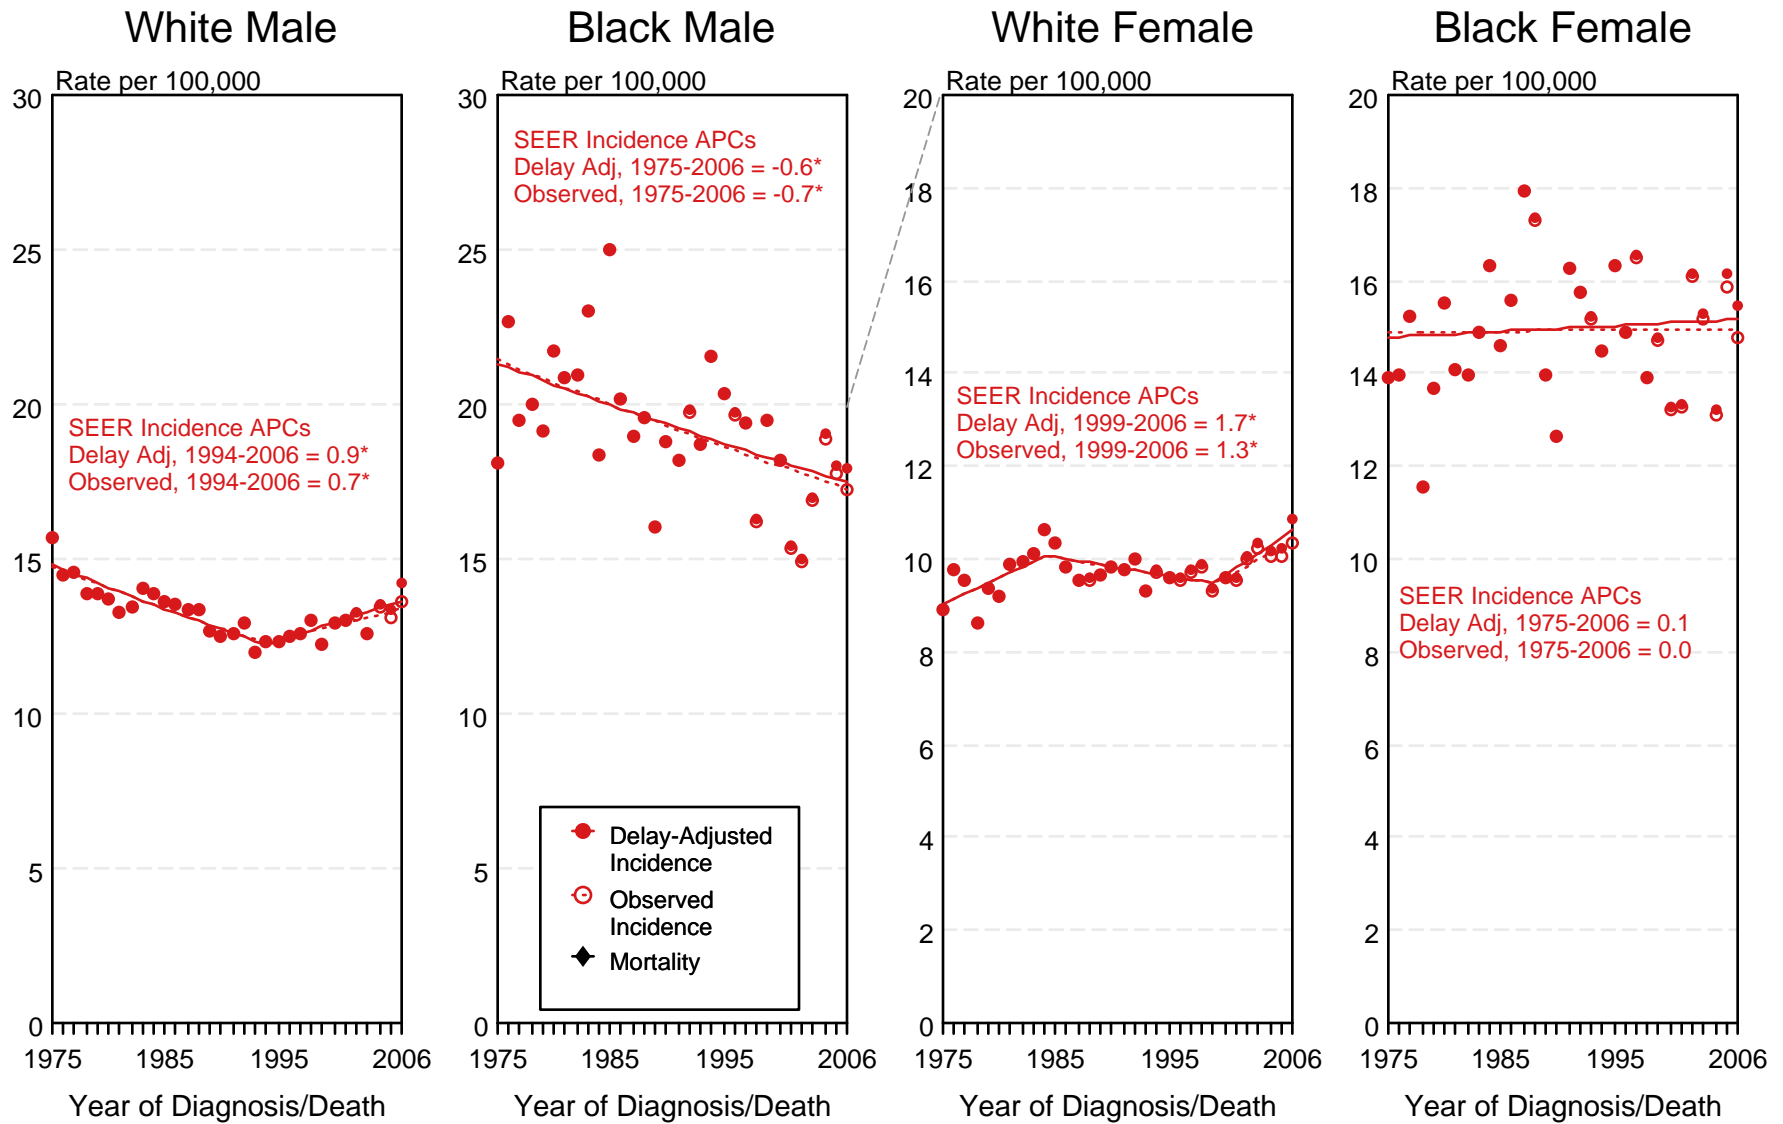 White Male
Black Male
White Female
Black Female
Rate per 100,000
30
25
20
15
10
5
0
SEER Incidence APCs
Delay Adj, 1994-2006 = 0.9*
Observed, 1994-2006 = 0.7*
1975
1985
1995
2006
Year of Diagnosis/Death
Rate per 100,000
30
25
20
15
10
5
0
SEER Incidence APCs
Delay Adj, 1975-2006 = -0.6*
Observed, 1975-2006 = -0.7*
Delay-Adjusted
Incidence
Observed
Incidence
Mortality
1975
1985
1995
2006
Year of Diagnosis/Death
20
18
16
14
12
10
8
6
4
2
0
SEER Incidence APCs
Delay Adj, 1999-2006 = 1.7*
Observed, 1999-2006 = 1.3*
1975
1985
1995
2006
Year of Diagnosis/Death
Rate per 100,000
20
18
16
14
12
10
8
6
4
2
0
SEER Incidence APCs
Delay Adj, 1975-2006 = 0.1
Observed, 1975-2006 = 0.0
1975
1985
1995
2006
Year of Diagnosis/Death